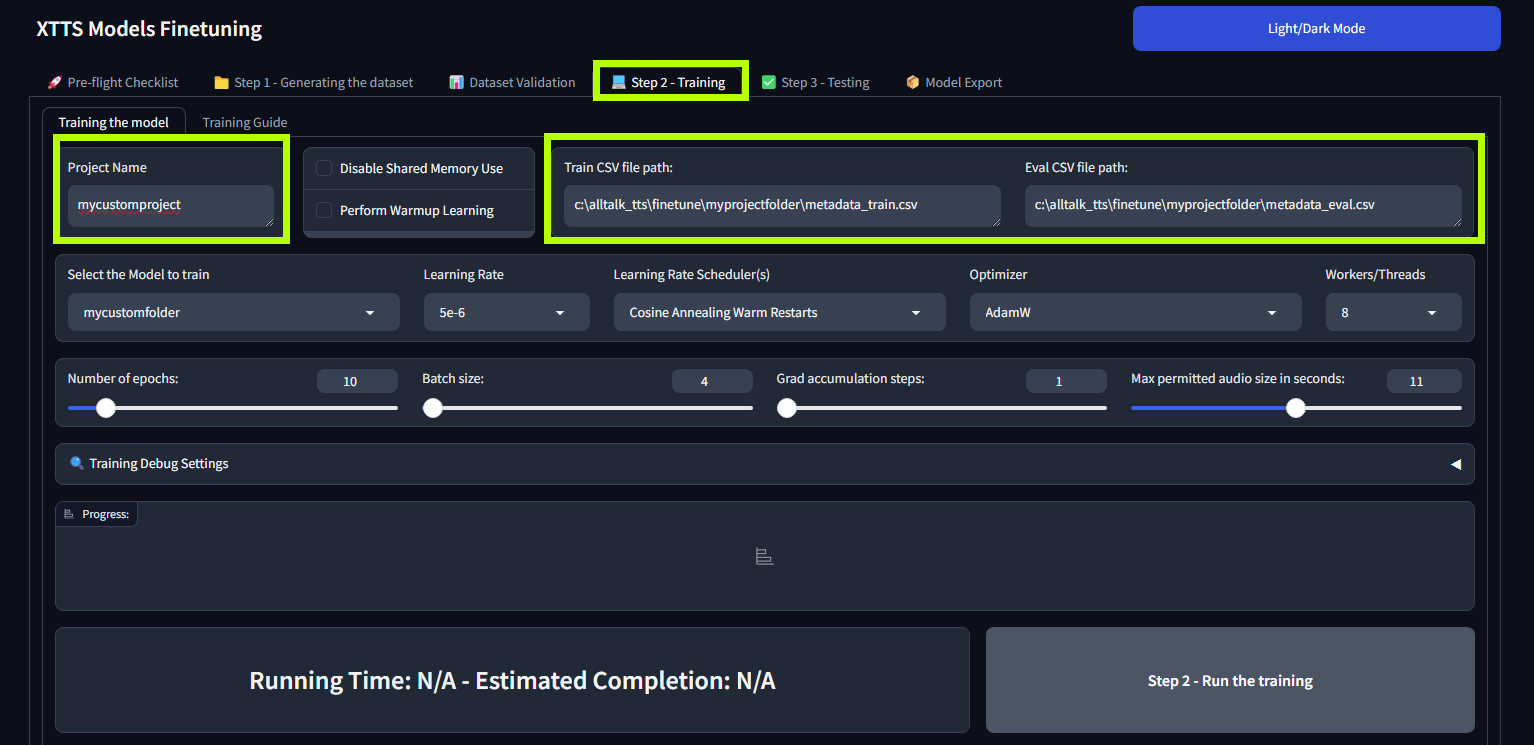 XTTS Models Finetuning
Light/Dark Mode
Pre-flight Checklist
Step 1 - Generating the dataset
Dataset Validation
Step 2 - Training
Step 3 - Testing
Model Export
Training the model
Training Guide
Project Name
mycustomproject
Disable Shared Memory Use
Perform Warmup Learning
Train CSV file path:
c:\alltalk_tts\finetune\myprojectfolder\metadata_train.csv
Eval CSV file path:
c:\alltalk_tts\finetune\myprojectfolder\metadata_eval.csv
Select the Model to train
mycustomfolder
Learning Rate
5e-6
Learning Rate Scheduler(s)
Cosine Annealing Warm Restarts
Optimizer
AdamW
Workers/Threads
8
Number of epochs:
10
Batch size:
4
Grad accumulation steps:
1
Max permitted audio size in seconds:
11
Training Debug Settings
Progress:
Running Time: N/A - Estimated Completion: N/A
Step 2 - Run the training